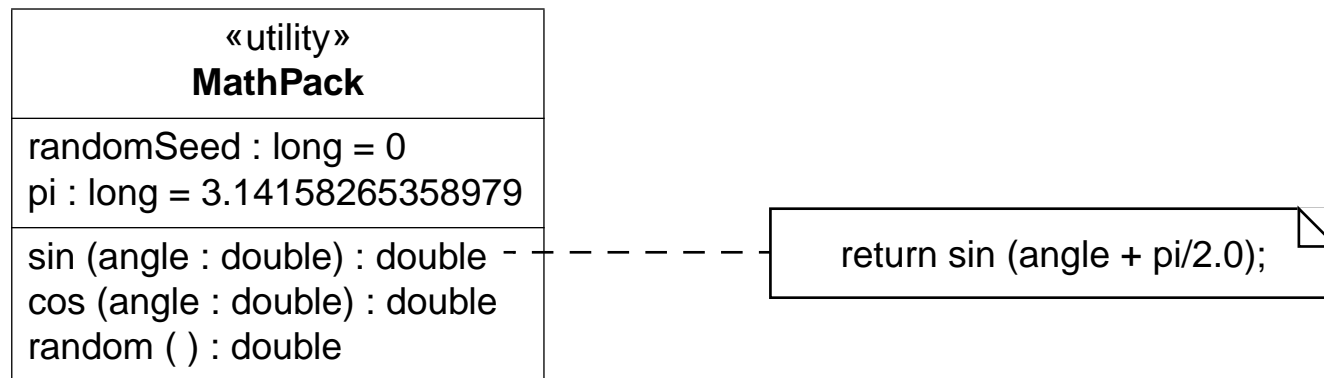 «utility»
MathPack
randomSeed : long = 0
pi : long = 3.14158265358979
sin (angle : double) : double
cos (angle : double) : double
random ( ) : double
return sin (angle + pi/2.0);